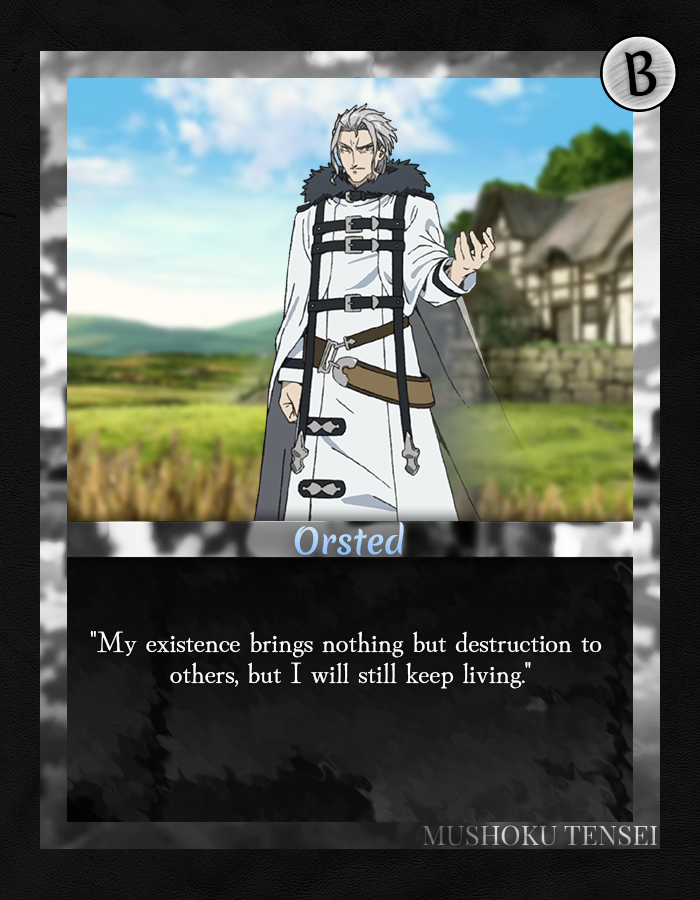 B
Orsted
"My existence brings nothing but destruction to
others, but I will still keep living."
MUSHOKU TENSEI